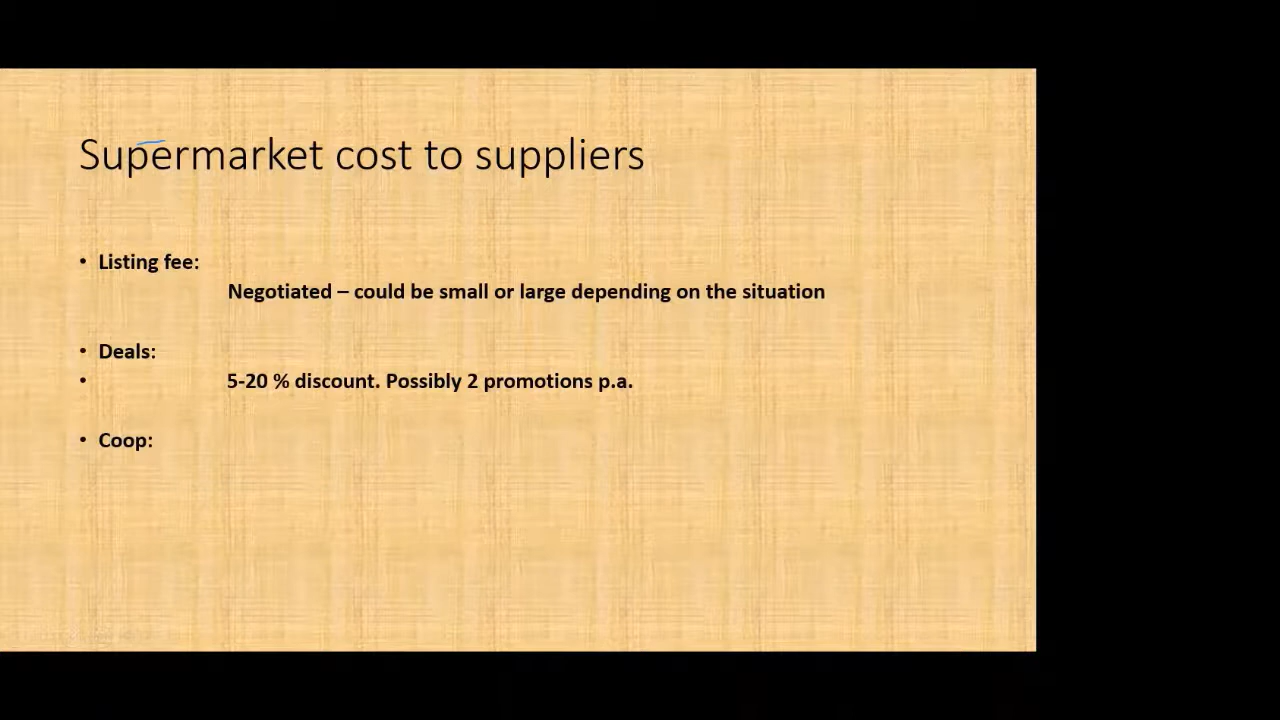 Supermarket cost to suppliers
• Listing fee:
Negotiated – could be small or large depending on the situation
• Deals:
• 5-20 % discount. Possibly 2 promotions p.a.
• Coop: